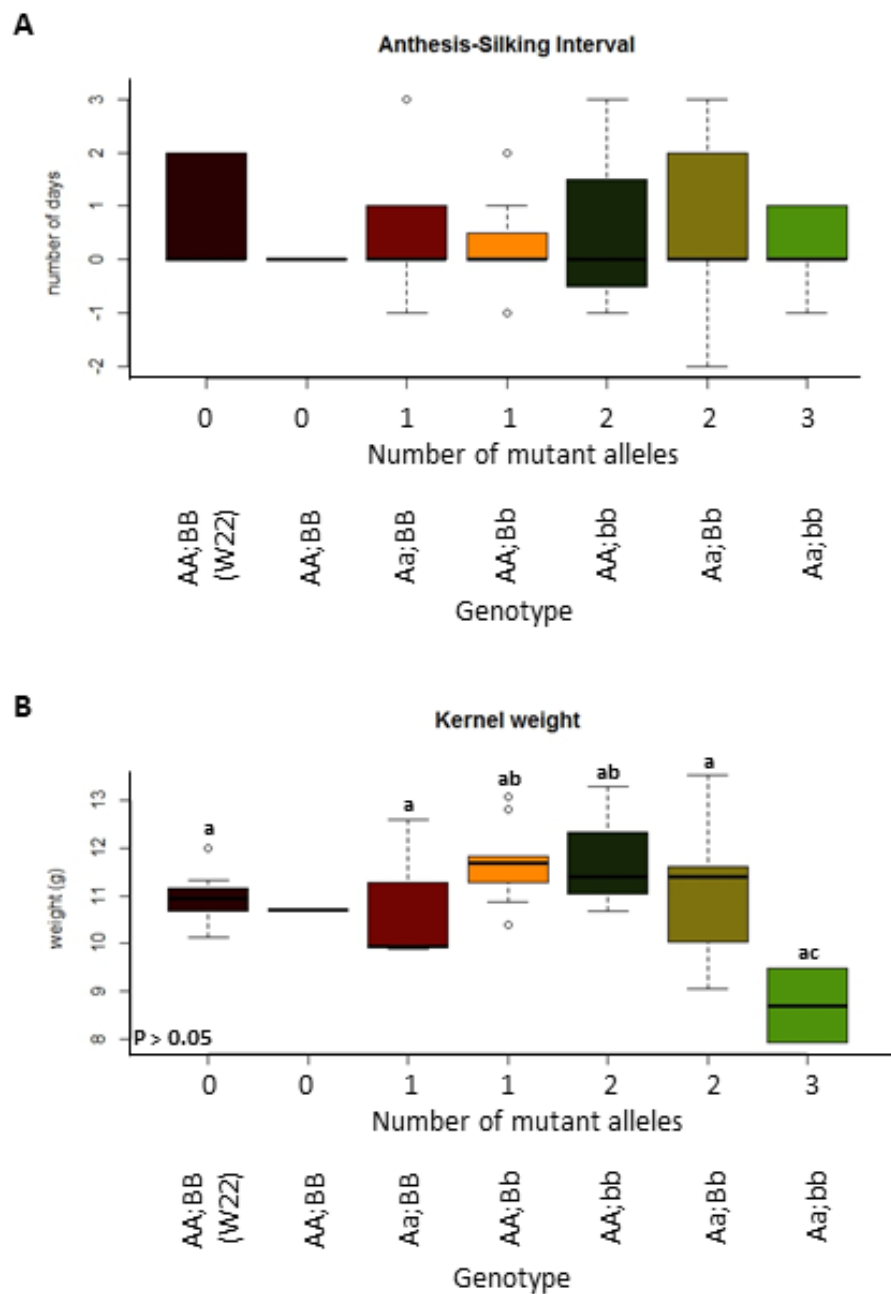 A
Anthesis-Silking Interval
number of days
3
2
1
0
-1
-2
0 0 1 1 2 2 3
Number of mutant alleles
AA;BB (W22)
AA;BB
Aa;BB
AA;Bb
AA;bb
Aa;Bb
Aa;bb
Genotype
B
Kernel weight
weight (g)
13
12
11
10
9
8
a a ab ab a ac
P > 0.05
0 0 1 1 2 2 3
Number of mutant alleles
AA;BB (W22)
AA;BB
Aa;BB
AA;Bb
AA;bb
Aa;Bb
Aa;bb
Genotype